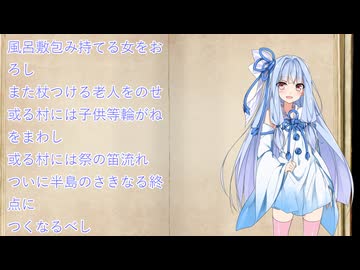 風呂敷包み持てる女をお
ろし
また杖つける老人をのせ
或る村には子供等輪がね
をまわし
或る村には祭の笛流れ
ついに半島のさきなる終
点に
つくなるべし